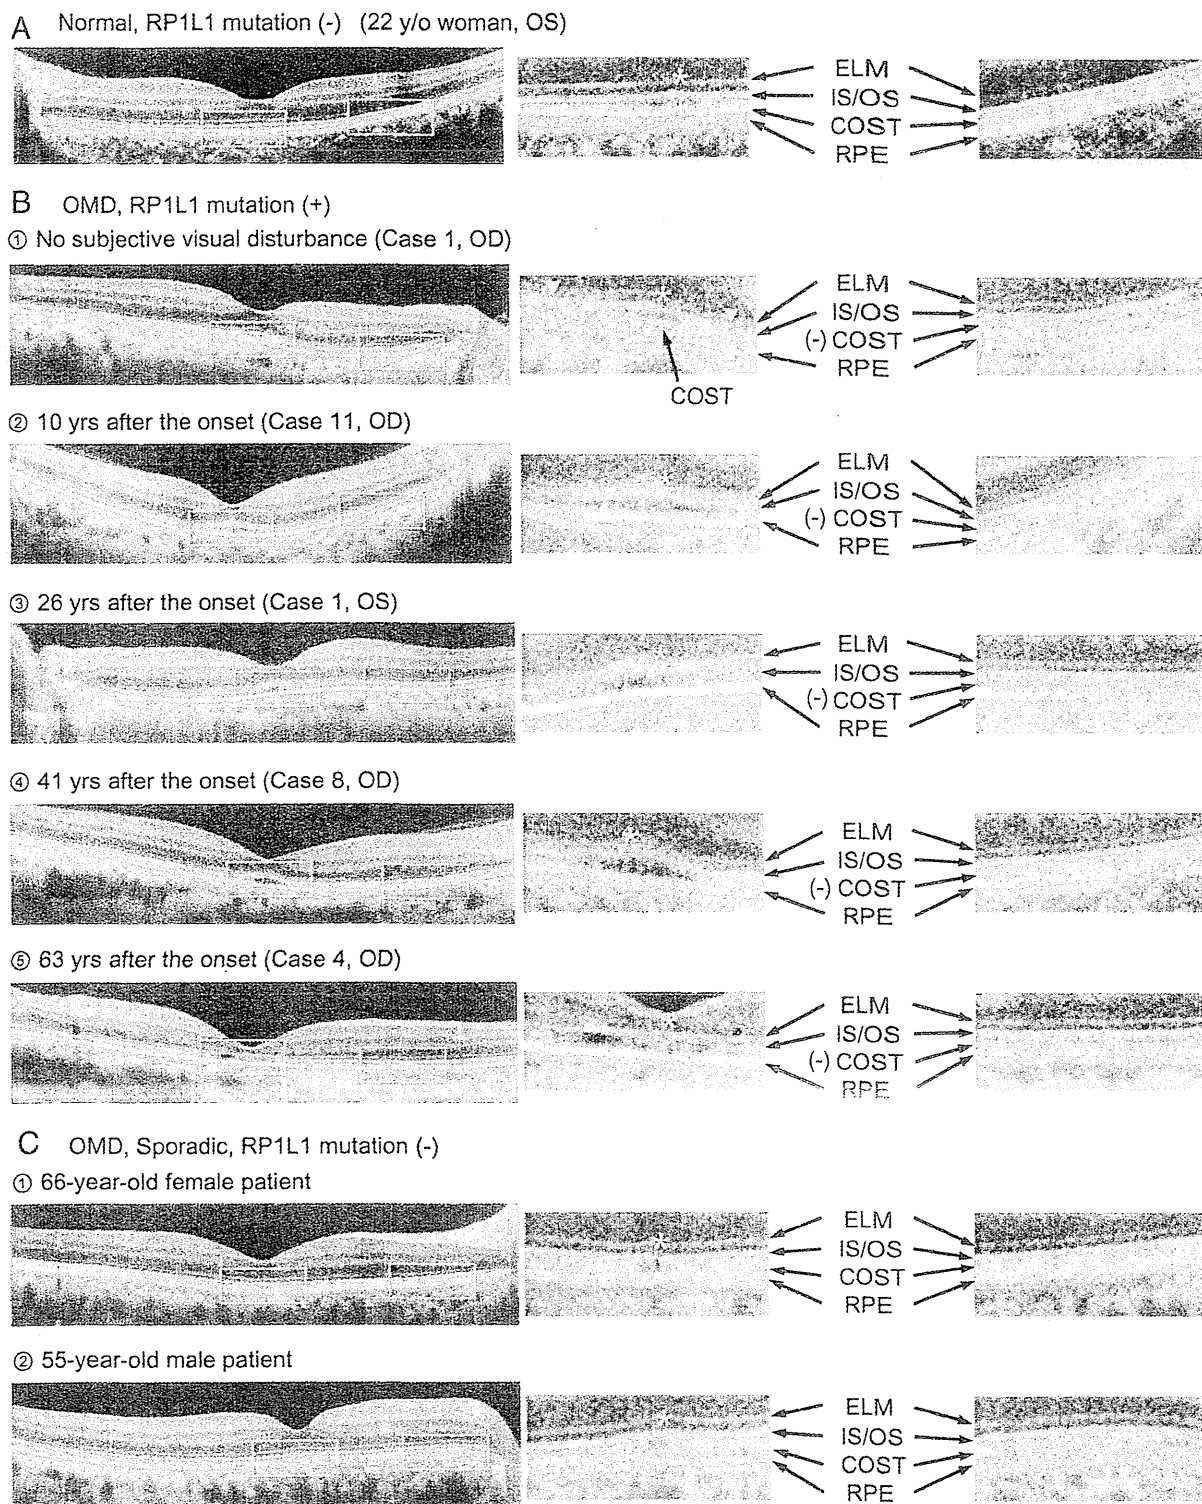 A Normal, RP1L1 mutation (-) (22 y/o woman, OS)
ELM
IS/OS
COST
RPE
B OMD, RP1L1 mutation (+)
① No subjective visual disturbance (Case 1, OD)
ELM
IS/OS
(-) COST
RPE
COST
② 10 yrs after the onset (Case 11, OD)
ELM
IS/OS
(-) COST
RPE
③ 26 yrs after the onset (Case 1, OS)
ELM
IS/OS
(-) COST
RPE
④ 41 yrs after the onset (Case 8, OD)
ELM
IS/OS
(-) COST
RPE
⑤ 63 yrs after the onset (Case 4, OD)
ELM
IS/OS
(-) COST
RPE
C OMD, Sporadic, RP1L1 mutation (-)
① 66-year-old female patient
ELM
IS/OS
COST
RPE
② 55-year-old male patient
ELM
IS/OS
COST
RPE